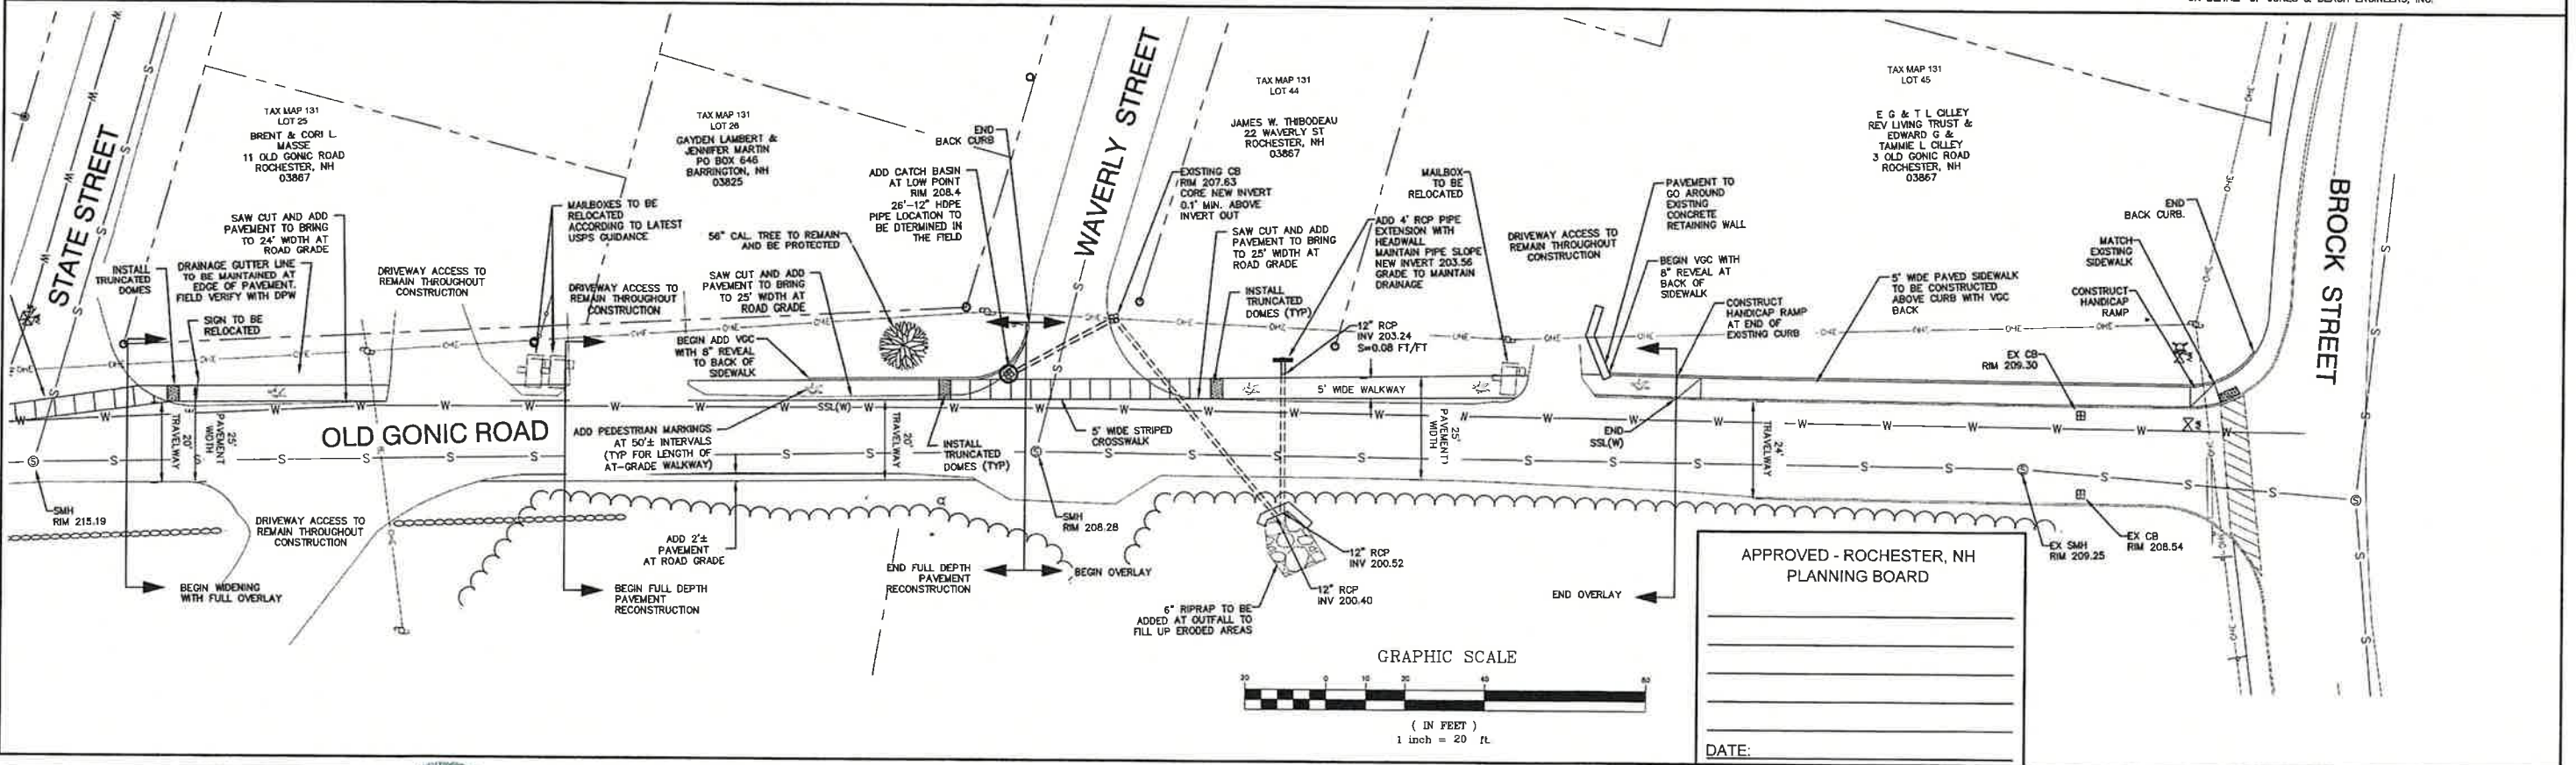 STATE STREET
TAX MAP 131
LOT 25
BRENT & CORI L.
MASSE
11 OLD GONIC ROAD
ROCHESTER, NH
03867
SAW CUT AND ADD
PAVEMENT TO BRING
TO 24' WIDTH AT
ROAD GRADE
INSTALL
TRUNCATED
DOMES
DRAINAGE GUTTER LINE
TO BE MAINTAINED AT
EDGE OF PAVEMENT.
FIELD VERIFY WITH DPW
SIGN TO BE
RELOCATED
DRIVEWAY ACCESS TO
REMAIN THROUGHOUT
CONSTRUCTION
MAILBOXES TO BE
RELOCATED
ACCORDING TO LATEST
USPS GUIDANCE
DRIVEWAY ACCESS TO
REMAIN THROUGHOUT
CONSTRUCTION
TAX MAP 131
LOT 26
GAYDEN LAMBERT &
JENNIFER MARTIN
PO BOX 646
BARRINGTON, NH
03825
56" CAL. TREE TO REMAIN
AND BE PROTECTED
SAW CUT AND ADD
PAVEMENT TO BRING
TO 25' WIDTH AT
ROAD GRADE
BEGIN ADD VGC
WITH 8" REVEAL
TO BACK OF
SIDEWALK
END
BACK CURB
ADD CATCH BASIN
AT LOW POINT
RIM 208.4
26'-12" HDPE
PIPE LOCATION TO
BE DTERMINED IN
THE FIELD
WAVERLY STREET
TAX MAP 131
LOT 44
JAMES W. THIBODEAU
22 WAVERLY ST
ROCHESTER, NH
03867
EXISTING CB
RIM 207.63
CORE NEW INVERT
0.1' MIN. ABOVE
INVERT OUT
SAW CUT AND ADD
PAVEMENT TO BRING
TO 25' WIDTH AT
ROAD GRADE
INSTALL
TRUNCATED
DOMES (TYP)
MAILBOX
TO BE
RELOCATED
ADD 4' RCP PIPE
EXTENSION WITH
HEADWALL
MAINTAIN PIPE SLOPE
NEW INVERT 203.56
GRADE TO MAINTAIN
DRAINAGE
12" RCP
INV 203.24
S=0.08 FT/FT
DRIVEWAY ACCESS TO
REMAIN THROUGHOUT
CONSTRUCTION
PAVEMENT TO
GO AROUND
EXISTING
CONCRETE
RETAINING WALL
BEGIN VGC WITH
8" REVEAL AT
BACK OF
SIDEWALK
CONSTRUCT
HANDICAP RAMP
AT END OF
EXISTING CURB
TAX MAP 131
LOT 45
E G & T L CILLEY
REV LIVING TRUST &
EDWARD G &
TAMMIE L CILLEY
3 OLD GONIC ROAD
ROCHESTER, NH
03867
5' WIDE PAVED SIDEWALK
TO BE CONSTRUCTED
ABOVE CURB WITH VGC
BACK
END
BACK CURB.
MATCH
EXISTING
SIDEWALK
CONSTRUCT
HANDICAP
RAMP
EX CB
RIM 209.30
BROCK STREET
OLD GONIC ROAD
20'
TRAVELWAY
25'
PAVEMENT
WIDTH
SMH
RIM 215.19
DRIVEWAY ACCESS TO
REMAIN THROUGHOUT
CONSTRUCTION
BEGIN WIDENING
WITH FULL OVERLAY
SSL(W)
ADD PEDESTRIAN MARKINGS
AT 50'± INTERVALS
(TYP FOR LENGTH OF
AT-GRADE WALKWAY)
20'
TRAVELWAY
INSTALL
TRUNCATED
DOMES (TYP)
5' WIDE STRIPED
CROSSWALK
5' WIDE WALKWAY
25'
PAVEMENT
WIDTH
END
SSL(W)
24'
TRAVELWAY
ADD 2'±
PAVEMENT
AT ROAD GRADE
BEGIN FULL DEPTH
PAVEMENT
RECONSTRUCTION
END FULL DEPTH
PAVEMENT
RECONSTRUCTION
BEGIN OVERLAY
SMH
RIM 208.28
12" RCP
INV 200.52
12" RCP
INV 200.40
6" RIPRAP TO BE
ADDED AT OUTFALL TO
FILL UP ERODED AREAS
END OVERLAY
EX SMH
RIM 209.25
EX CB
RIM 208.54
GRAPHIC SCALE
20 0 10 20 40 80
( IN FEET )
1 inch = 20 ft.
APPROVED - ROCHESTER, NH
PLANNING BOARD
DATE: